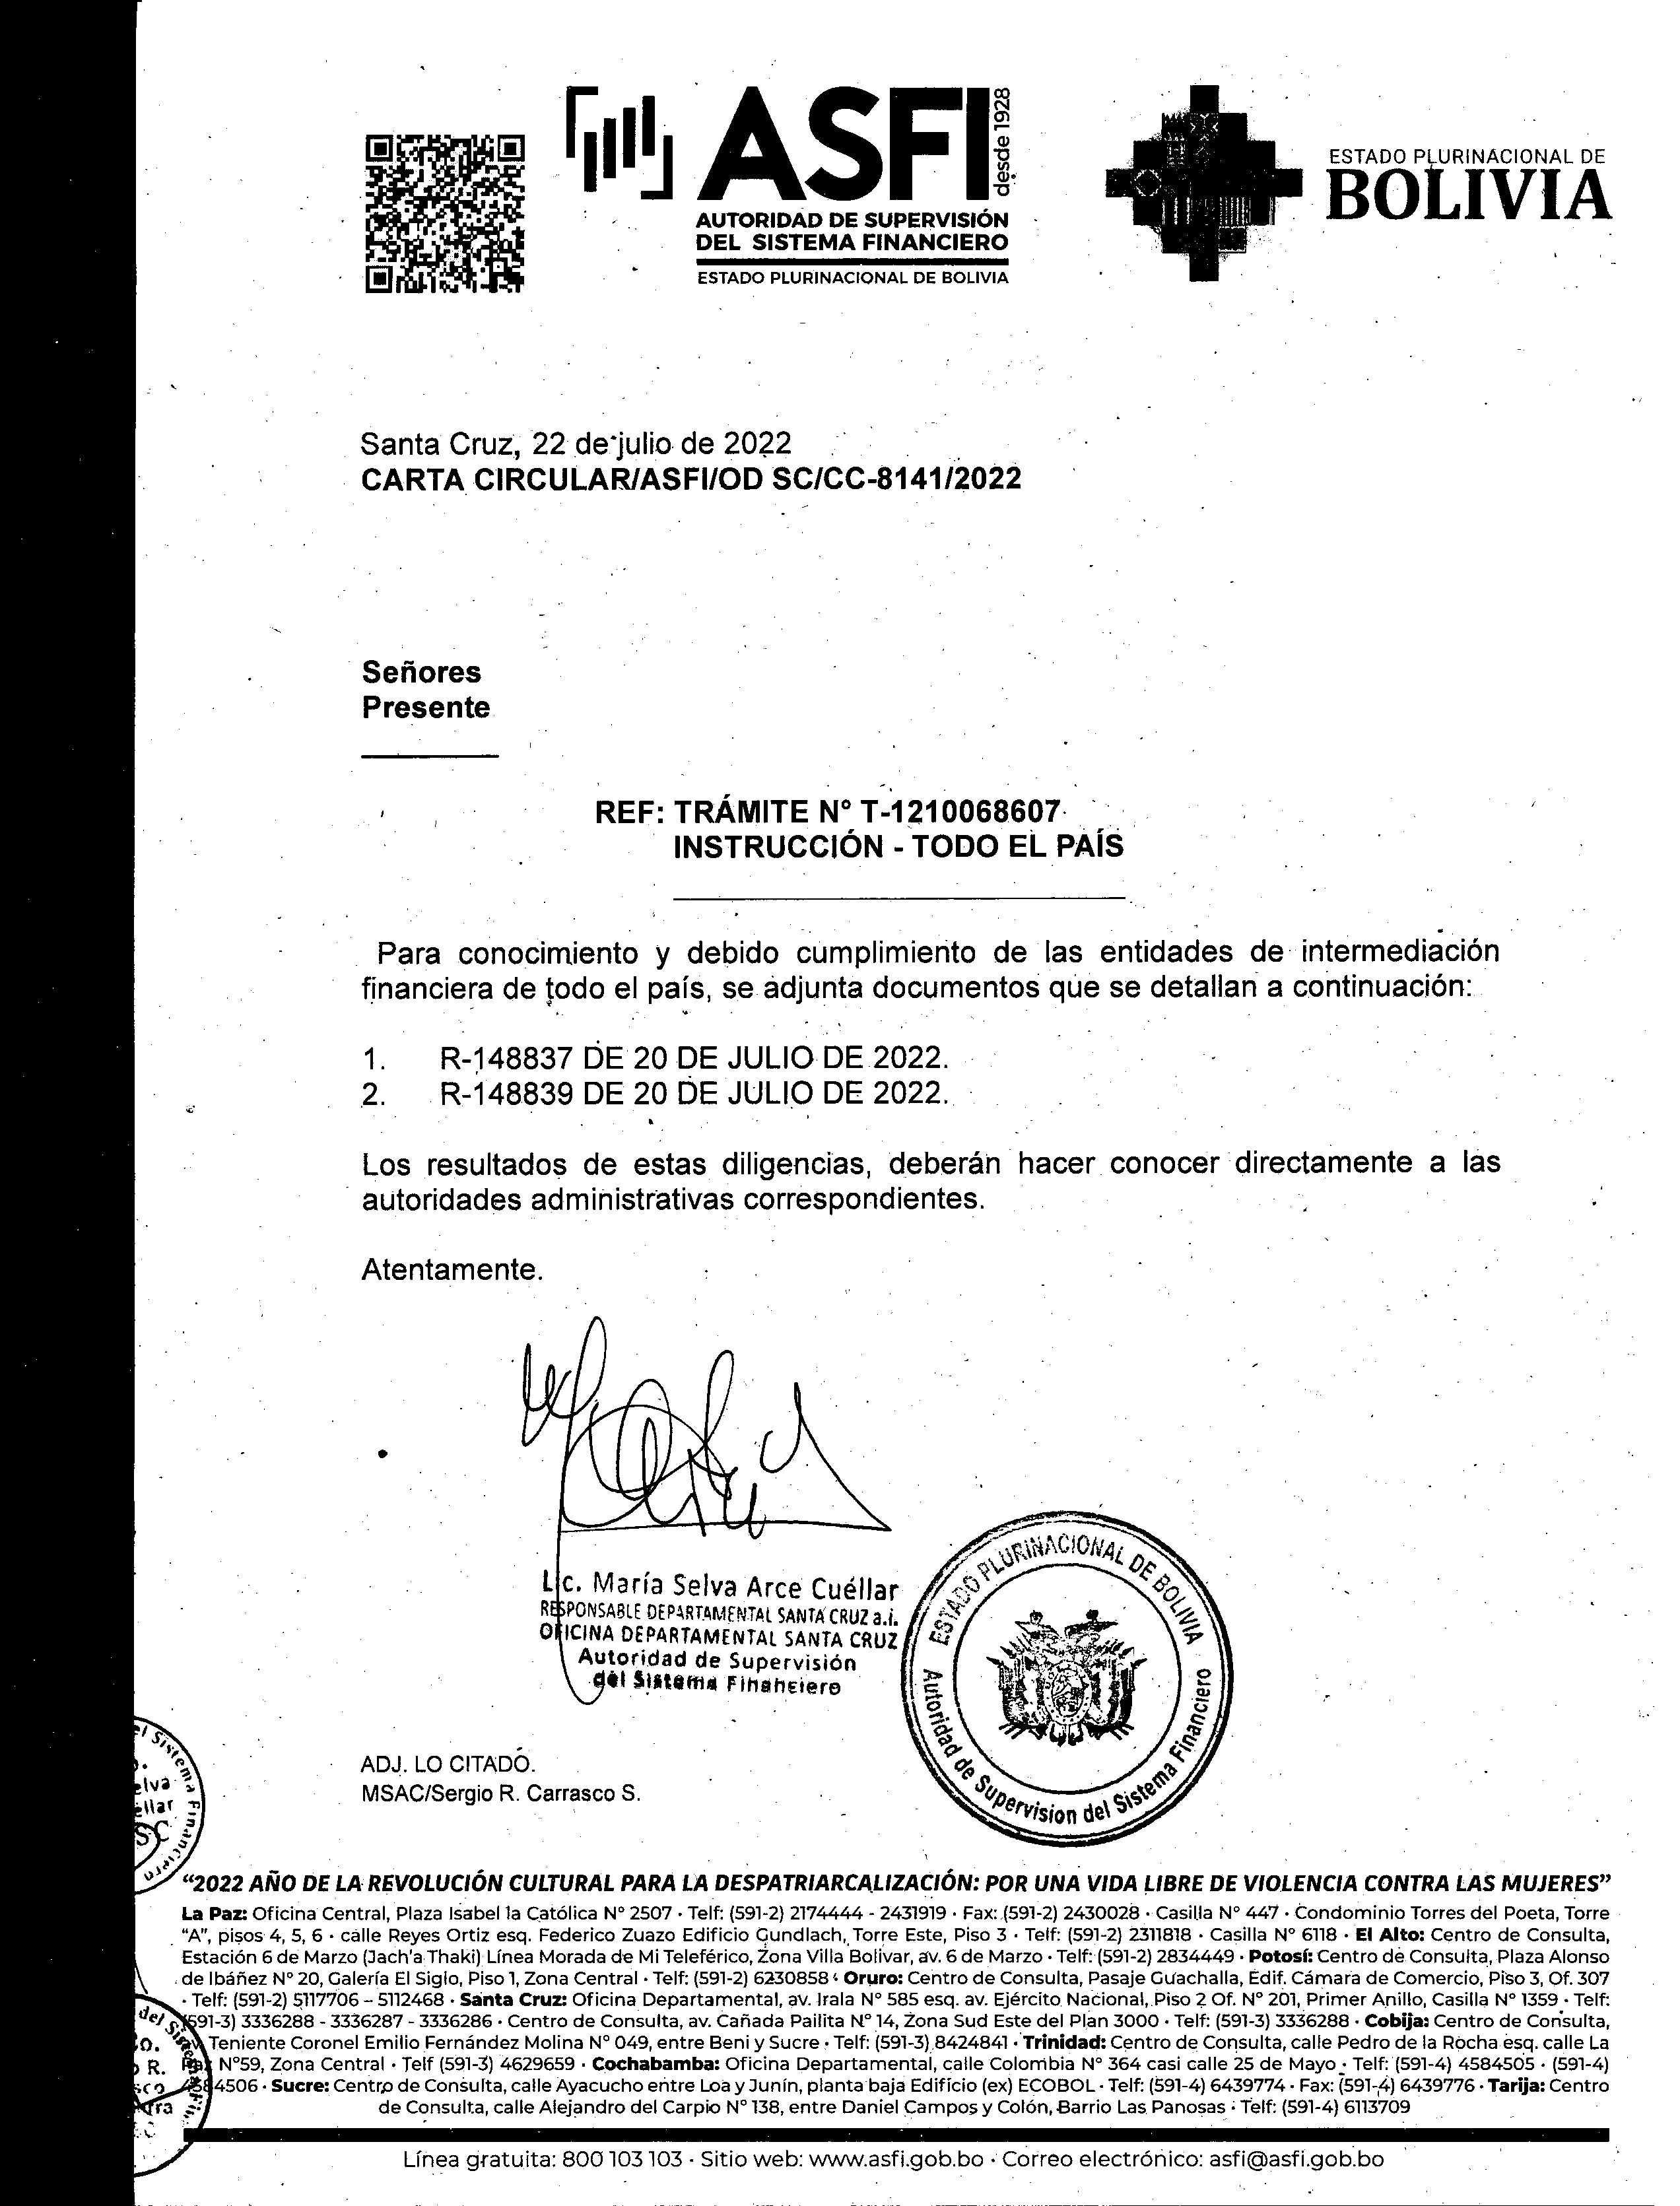 ASFI
desde 1928
AUTORIDAD DE SUPERVISIÓN
DEL SISTEMA FINANCIERO
ESTADO PLURINACIONAL DE BOLIVIA
ESTADO PLURINACIONAL DE
BOLIVIA
Santa Cruz, 22 de julio de 2022
CARTA CIRCULAR/ASFI/OD SC/CC-8141/2022
Señores
Presente
REF: TRÁMITE N° T-1210068607
INSTRUCCIÓN - TODO EL PAÍS
Para conocimiento y debido cumplimiento de las entidades de intermediación
financiera de todo el país, se adjunta documentos que se detallan a continuación:
1. R-148837 DE 20 DE JULIO DE 2022.
2. R-148839 DE 20 DE JULIO DE 2022.
Los resultados de estas diligencias, deberán hacer conocer directamente a las
autoridades administrativas correspondientes.
Atentamente.
Lic. María Selva Arce Cuéllar
RESPONSABLE DEPARTAMENTAL SANTA CRUZ a.i.
OFICINA DEPARTAMENTAL SANTA CRUZ
Autoridad de Supervisión
del Sistema Financiero
ESTADO PLURINACIONAL DE BOLIVIA
Autoridad de Supervision del Sistema Financiero
ADJ. LO CITADO.
MSAC/Sergio R. Carrasco S.
el Sistema Financiero
elva
ellar
"2022 AÑO DE LA REVOLUCIÓN CULTURAL PARA LA DESPATRIARCALIZACIÓN: POR UNA VIDA LIBRE DE VIOLENCIA CONTRA LAS MUJERES"
La Paz: Oficina Central, Plaza Isabel la Católica N° 2507 · Telf: (591-2) 2174444 - 2431919 · Fax: (591-2) 2430028 · Casilla N° 447 · Condominio Torres del Poeta, Torre
"A", pisos 4, 5, 6 · calle Reyes Ortiz esq. Federico Zuazo Edificio Gundlach, Torre Este, Piso 3 · Telf: (591-2) 2311818 · Casilla N° 6118 · El Alto: Centro de Consulta,
Estación 6 de Marzo (Jach'a Thaki) Línea Morada de Mi Teleférico, Zona Villa Bolivar, av. 6 de Marzo · Telf: (591-2) 2834449 · Potosí: Centro de Consulta, Plaza Alonso
de Ibáñez N° 20, Galería El Siglo, Piso 1, Zona Central · Telf: (591-2) 6230858 · Oruro: Centro de Consulta, Pasaje Guachalla, Edif. Cámara de Comercio, Piso 3, Of. 307
· Telf: (591-2) 5117706 – 5112468 · Santa Cruz: Oficina Departamental, av. Irala N° 585 esq. av. Ejército Nacional, Piso 2 Of. N° 201, Primer Anillo, Casilla N° 1359 · Telf:
(591-3) 3336288 - 3336287 - 3336286 · Centro de Consulta, av. Cañada Pailita N° 14, Zona Sud Este del Plan 3000 · Telf: (591-3) 3336288 · Cobija: Centro de Consulta,
Teniente Coronel Emilio Fernández Molina N° 049, entre Beni y Sucre · Telf: (591-3) 8424841 · Trinidad: Centro de Consulta, calle Pedro de la Rocha esq. calle La
Paz N°59, Zona Central · Telf (591-3) 4629659 · Cochabamba: Oficina Departamental, calle Colombia N° 364 casi calle 25 de Mayo · Telf: (591-4) 4584505 · (591-4)
4584506 · Sucre: Centro de Consulta, calle Ayacucho entre Loa y Junín, planta baja Edificio (ex) ECOBOL · Telf: (591-4) 6439774 · Fax: (591-4) 6439776 · Tarija: Centro
de Consulta, calle Alejandro del Carpio N° 138, entre Daniel Campos y Colón, Barrio Las Panosas · Telf: (591-4) 6113709
Línea gratuita: 800 103 103 · Sitio web: www.asfi.gob.bo · Correo electrónico: asfi@asfi.gob.bo